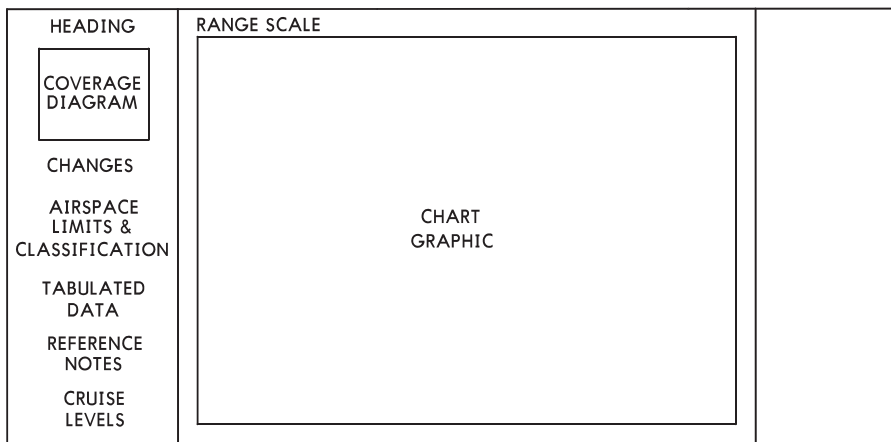 HEADING
COVERAGE
DIAGRAM
CHANGES
AIRSPACE
LIMITS &
CLASSIFICATION
TABULATED
DATA
REFERENCE
NOTES
CRUISE
LEVELS
RANGE SCALE
CHART
GRAPHIC